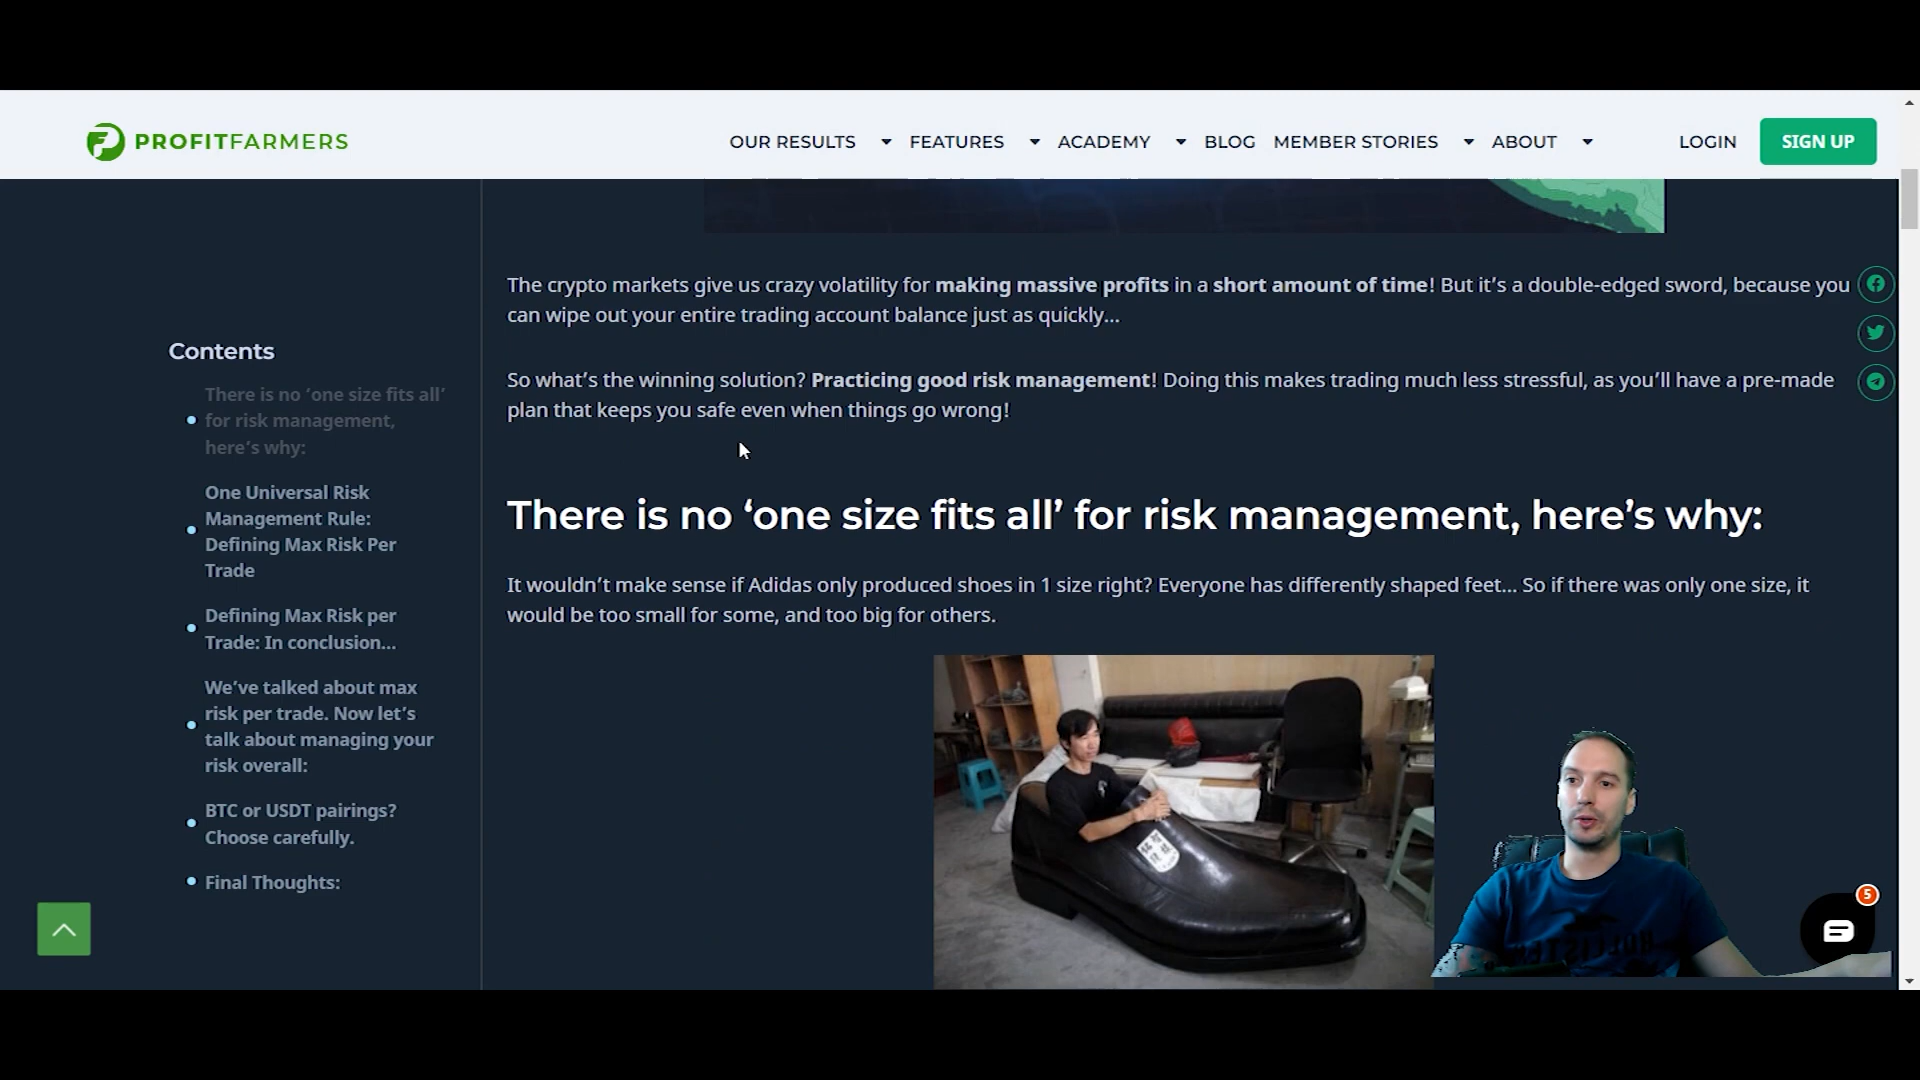 PROFITFARMERS
OUR RESULTS FEATURES ACADEMY BLOG MEMBER STORIES ABOUT LOGIN SIGN UP
Contents
There is no ‘one size fits all’
for risk management,
here’s why:
One Universal Risk
Management Rule:
Defining Max Risk Per
Trade
Defining Max Risk per
Trade: In conclusion…
We’ve talked about max
risk per trade. Now let’s
talk about managing your
risk overall:
BTC or USDT pairings?
Choose carefully.
Final Thoughts:
The crypto markets give us crazy volatility for making massive profits in a short amount of time! But it’s a double-edged sword, because you
can wipe out your entire trading account balance just as quickly…
So what’s the winning solution? Practicing good risk management! Doing this makes trading much less stressful, as you’ll have a pre-made
plan that keeps you safe even when things go wrong!
There is no ‘one size fits all’ for risk management, here’s why:
It wouldn’t make sense if Adidas only produced shoes in 1 size right? Everyone has differently shaped feet… So if there was only one size, it
would be too small for some, and too big for others.
5